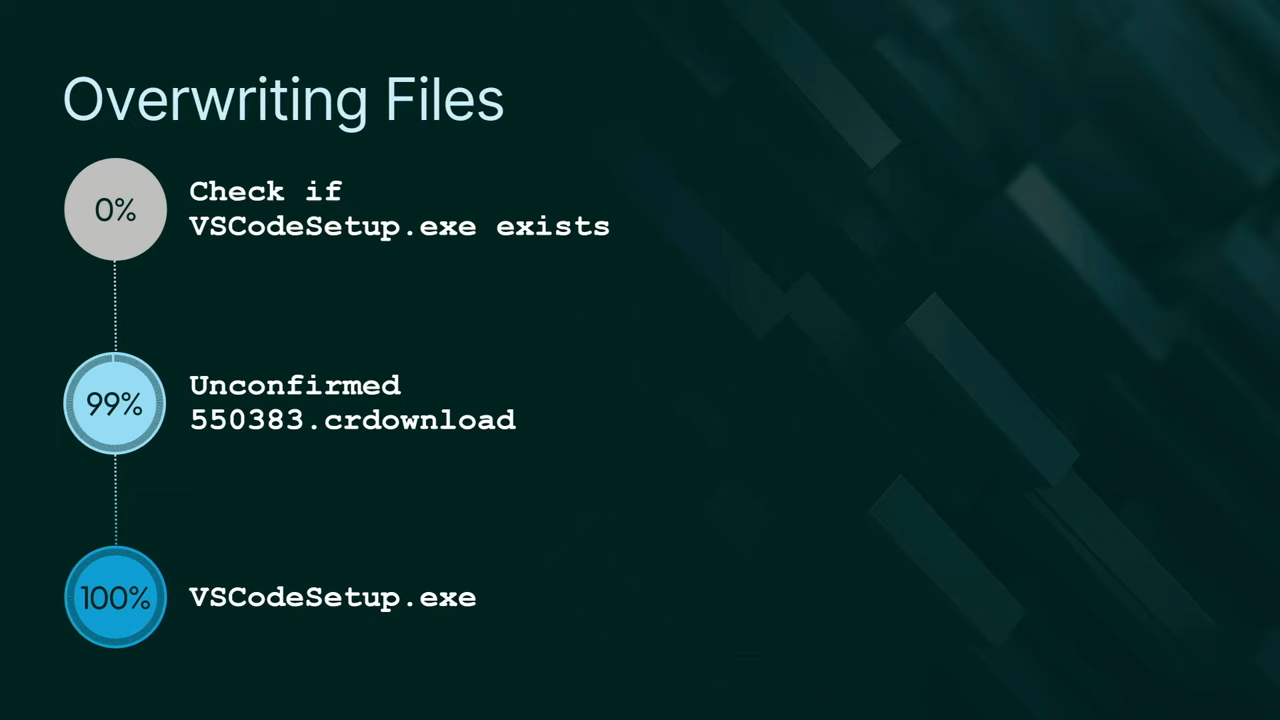 Overwriting Files
0%
Check if
VSCodeSetup.exe exists
99%
Unconfirmed
550383.crdownload
100%
VSCodeSetup.exe